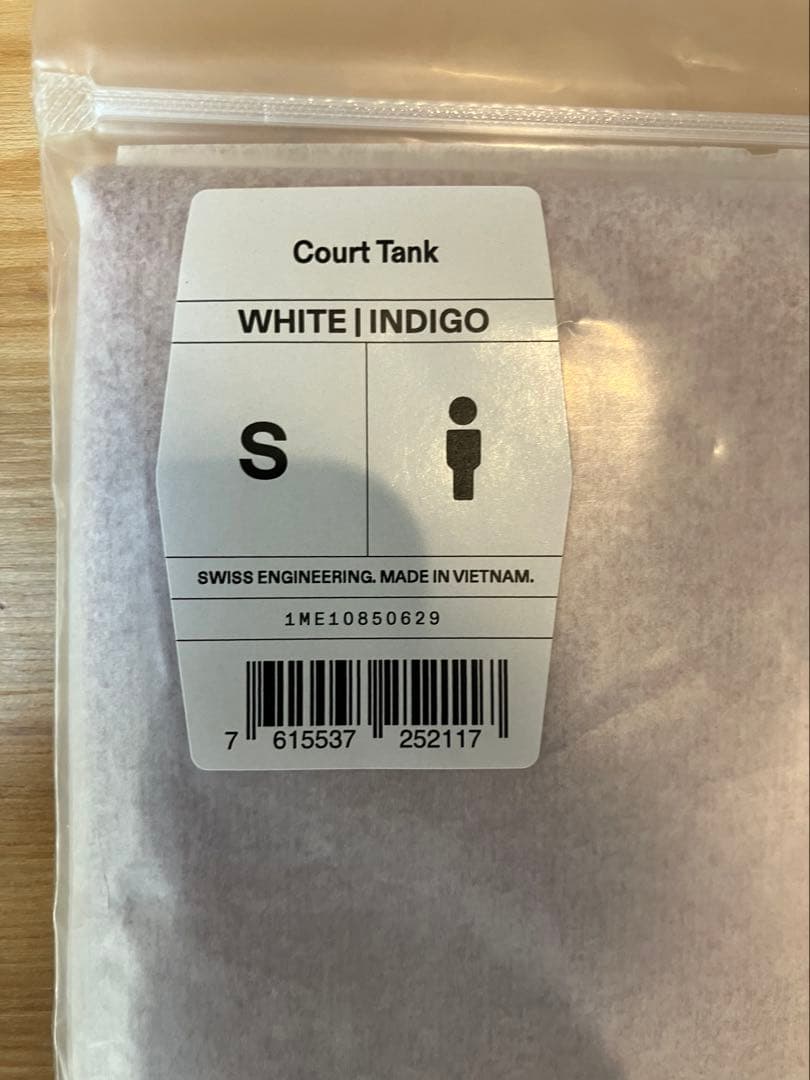 Court Tank
WHITE | INDIGO
S
SWISS ENGINEERING. MADE IN VIETNAM.
1ME10850629
7 615537 252117